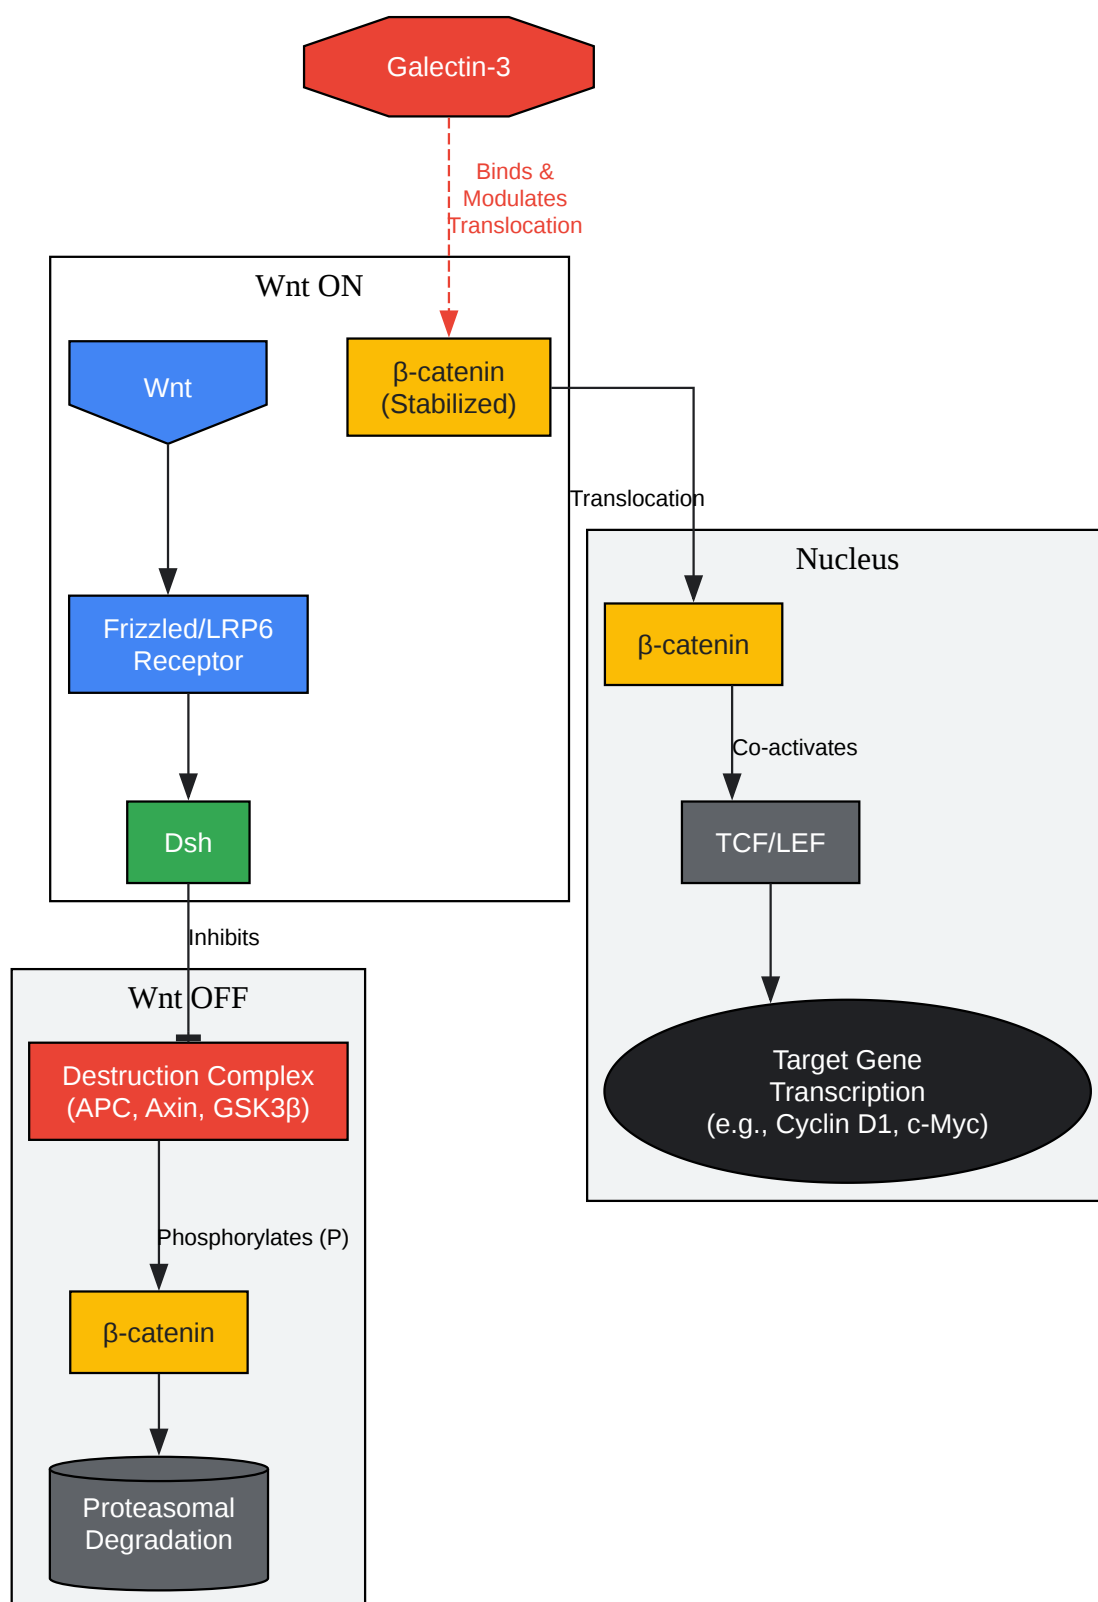 Galectin-3
Binds &
Modulates
Translocation
Wnt ON
Wnt
β-catenin
(Stabilized)
Translocation
Nucleus
Frizzled/LRP6
Receptor
β-catenin
Co-activates
Dsh
TCF/LEF
Inhibits
Wnt OFF
Destruction Complex
(APC, Axin, GSK3β)
Target Gene
Transcription
(e.g., Cyclin D1, c-Myc)
Phosphorylates (P)
β-catenin
Proteasomal
Degradation